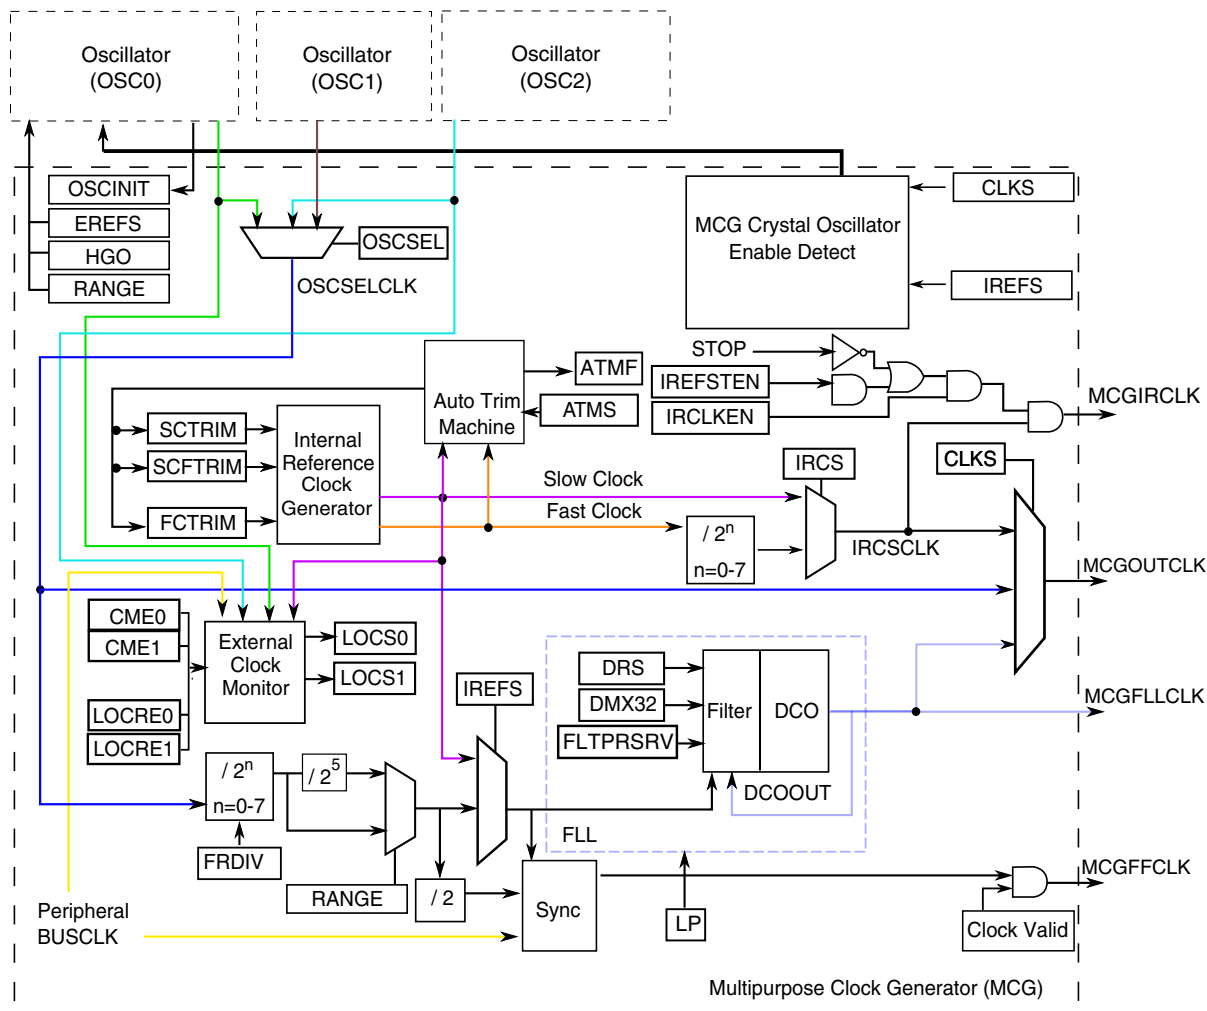 Oscillator
(OSC0)
Oscillator
(OSC1)
Oscillator
(OSC2)
OSCINIT
EREFS
HGO
RANGE
OSCSEL
OSCSELCLK
MCG Crystal Oscillator
Enable Detect
CLKS
IREFS
STOP
IREFSTEN
IRCLKEN
MCGIRCLK
Auto Trim
Machine
ATMF
ATMS
SCTRIM
SCFTRIM
FCTRIM
Internal
Reference
Clock
Generator
Slow Clock
Fast Clock
IRCS
CLKS
/ 2n
n=0-7
IRCSCLK
MCGOUTCLK
CME0
CME1
LOCRE0
LOCRE1
External
Clock
Monitor
LOCS0
LOCS1
IREFS
DRS
DMX32
FLTPRSRV
Filter
DCO
MCGFLLCLK
DCOOUT
FLL
/ 2n
n=0-7
/ 25
FRDIV
RANGE
/ 2
Sync
LP
MCGFFCLK
Clock Valid
Peripheral
BUSCLK
Multipurpose Clock Generator (MCG)